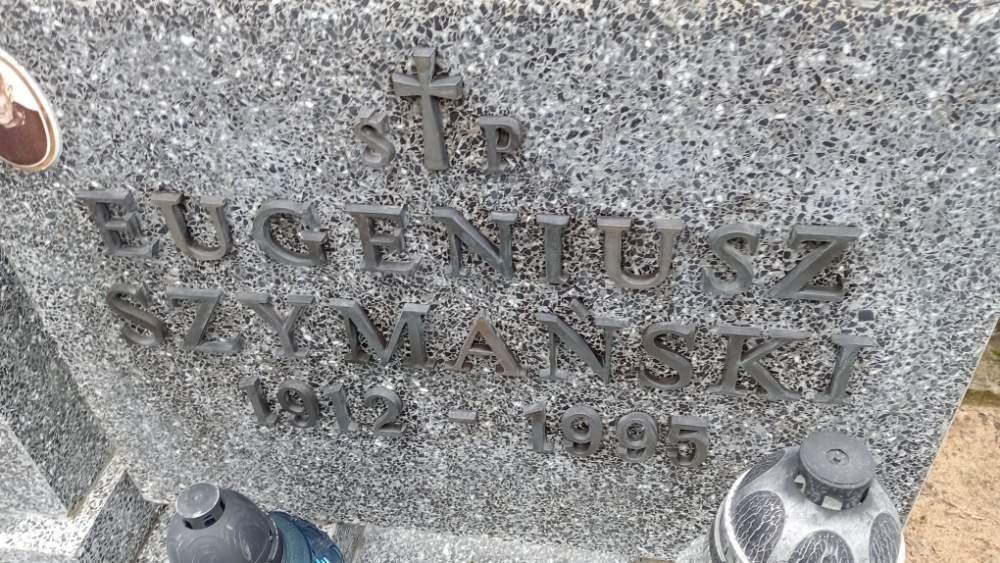 S P
EUGENIUSZ
SZYMAŃSKI
1912 - 1995